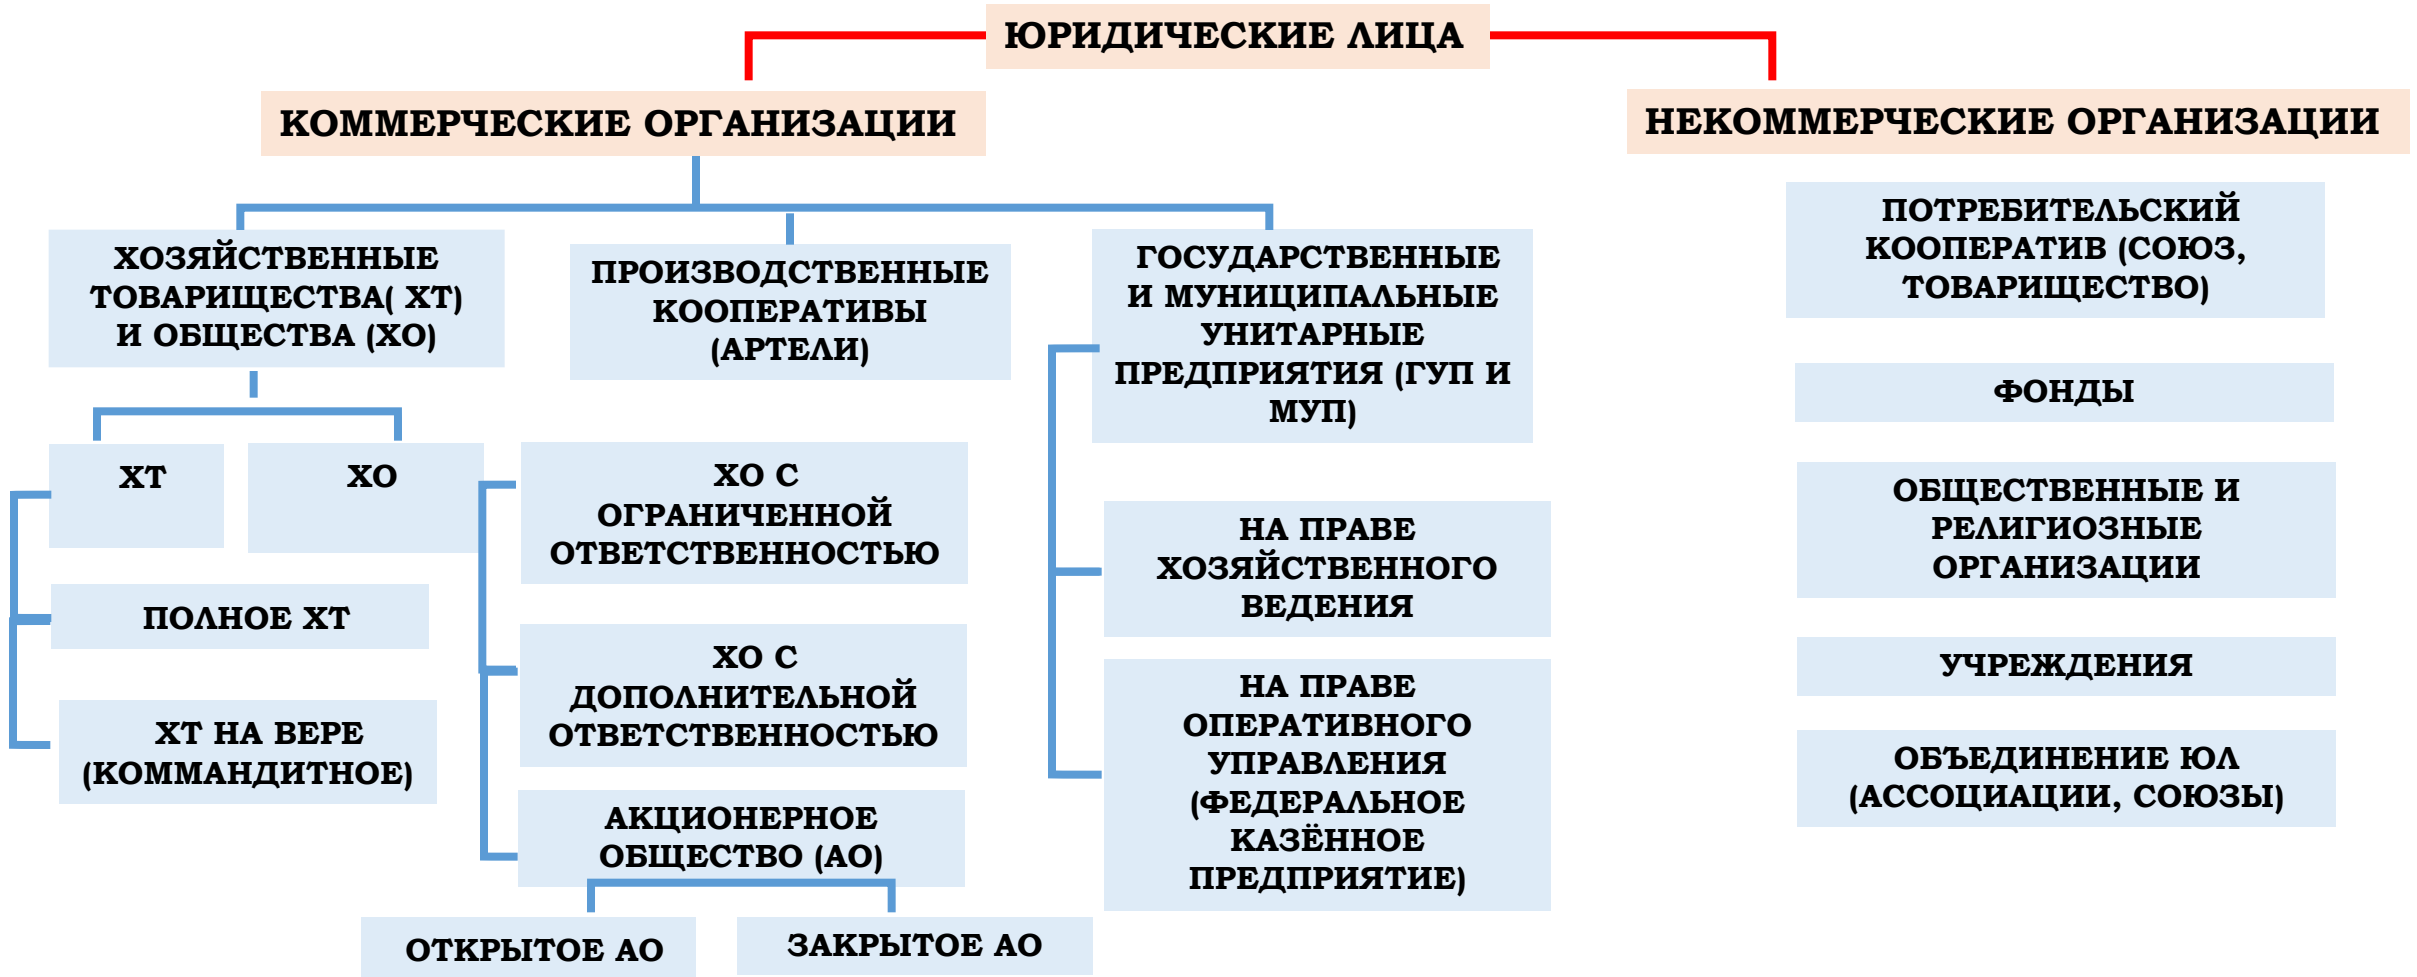 ЮРИДИЧЕСКИЕ ЛИЦА
КОММЕРЧЕСКИЕ ОРГАНИЗАЦИИ
НЕКОММЕРЧЕСКИЕ ОРГАНИЗАЦИИ
ХОЗЯЙСТВЕННЫЕ
ТОВАРИЩЕСТВА( ХТ)
И ОБЩЕСТВА (ХО)
ПРОИЗВОДСТВЕННЫЕ
КООПЕРАТИВЫ
(АРТЕЛИ)
ГОСУДАРСТВЕННЫЕ
И МУНИЦИПАЛЬНЫЕ
УНИТАРНЫЕ
ПРЕДПРИЯТИЯ (ГУП И
МУП)
ПОТРЕБИТЕЛЬСКИЙ
КООПЕРАТИВ (СОЮЗ,
ТОВАРИЩЕСТВО)
ФОНДЫ
ХТ
ХО
ХО С
ОГРАНИЧЕННОЙ
ОТВЕТСТВЕННОСТЬЮ
НА ПРАВЕ
ХОЗЯЙСТВЕННОГО
ВЕДЕНИЯ
ОБЩЕСТВЕННЫЕ И
РЕЛИГИОЗНЫЕ
ОРГАНИЗАЦИИ
ПОЛНОЕ ХТ
ХО С
ДОПОЛНИТЕЛЬНОЙ
ОТВЕТСТВЕННОСТЬЮ
НА ПРАВЕ
ОПЕРАТИВНОГО
УПРАВЛЕНИЯ
(ФЕДЕРАЛЬНОЕ
КАЗЁННОЕ
ПРЕДПРИЯТИЕ)
УЧРЕЖДЕНИЯ
ХТ НА ВЕРЕ
(КОММАНДИТНОЕ)
ОБЪЕДИНЕНИЕ ЮЛ
(АССОЦИАЦИИ, СОЮЗЫ)
АКЦИОНЕРНОЕ
ОБЩЕСТВО (АО)
ОТКРЫТОЕ АО
ЗАКРЫТОЕ АО